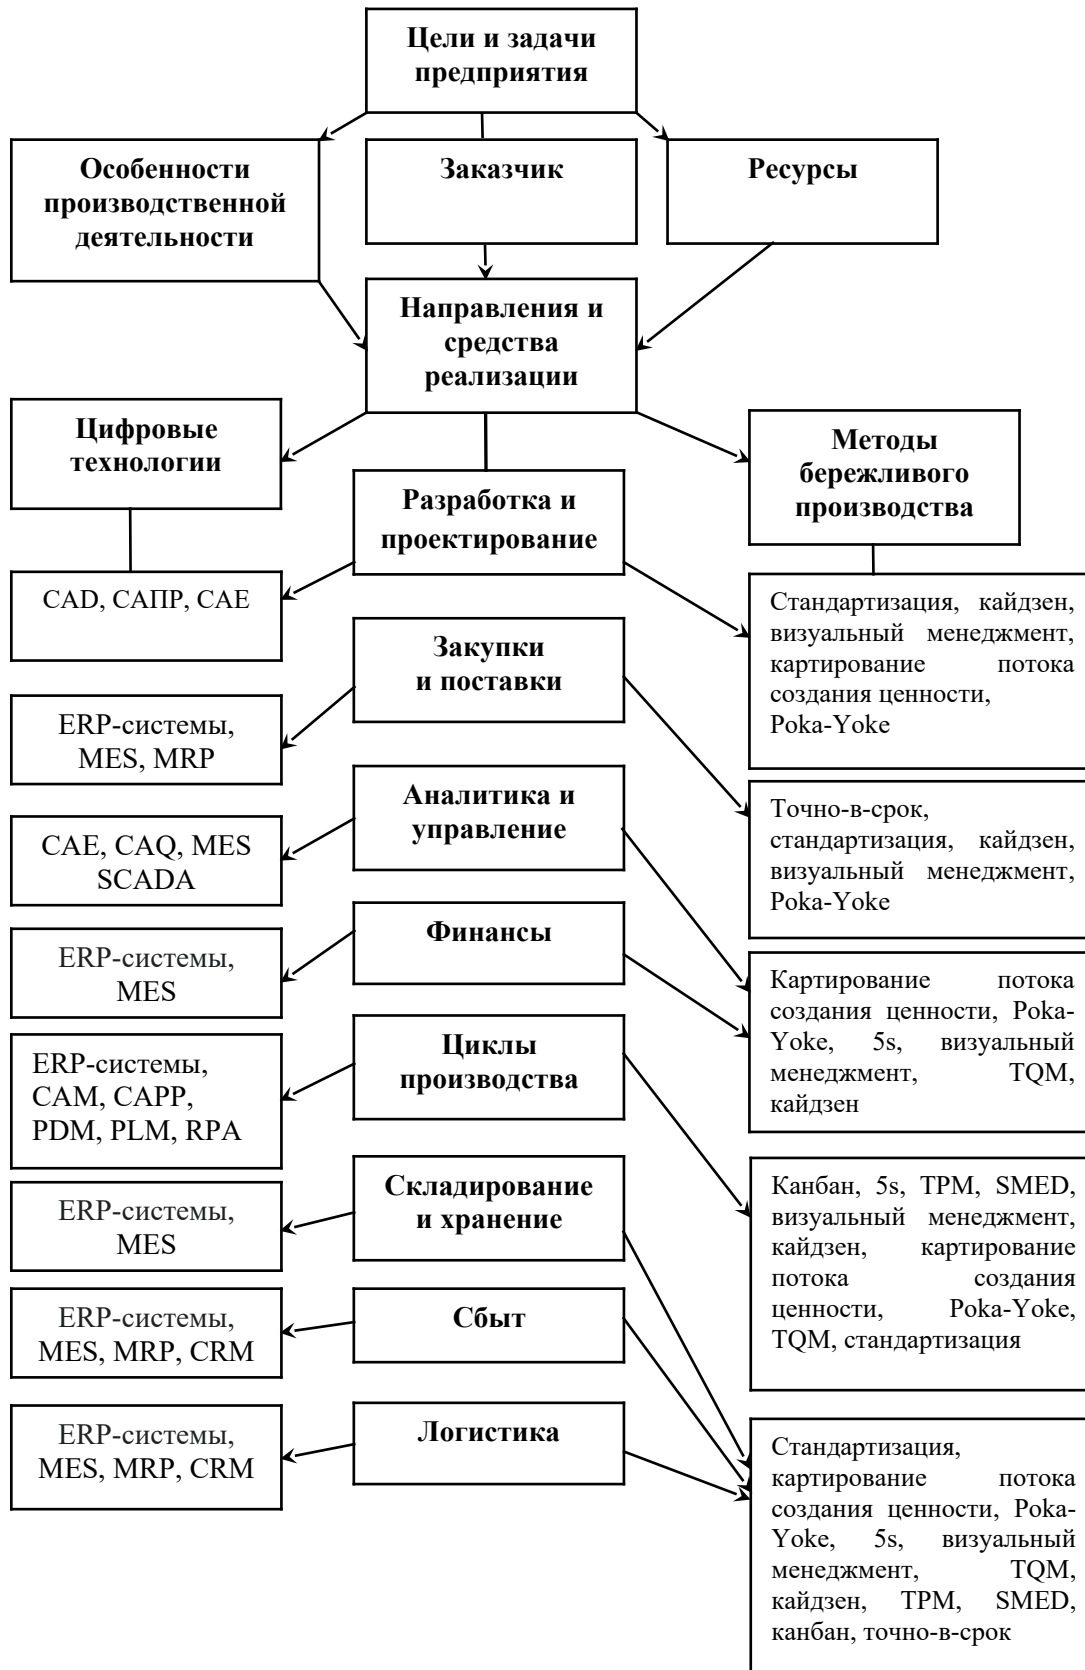 Цели и задачи
предприятия
Особенности
производственной
деятельности
Заказчик
Ресурсы
Направления и
средства
реализации
Цифровые
технологии
Методы
бережливого
производства
Разработка и
проектирование
CAD, САПР, CAE
Стандартизация, кайдзен,
визуальный менеджмент,
картирование потока
создания ценности,
Poka-Yoke
Закупки
и поставки
ERP-системы,
MES, MRP
Точно-в-срок,
стандартизация, кайдзен,
визуальный менеджмент,
Poka-Yoke
Аналитика и
управление
CAE, CAQ, MES
SCADA
Финансы
ERP-системы,
MES
Картирование потока
создания ценности, Poka-
Yoke, 5s, визуальный
менеджмент, TQM,
кайдзен
Циклы
производства
ERP-системы,
CAM, CAPP,
PDM, PLM, RPA
Канбан, 5s, TPM, SMED,
визуальный менеджмент,
кайдзен, картирование
потока создания
ценности, Poka-Yoke,
TQM, стандартизация
Складирование
и хранение
ERP-системы,
MES
Сбыт
ERP-системы,
MES, MRP, CRM
Логистика
ERP-системы,
MES, MRP, CRM
Стандартизация,
картирование потока
создания ценности, Poka-
Yoke, 5s, визуальный
менеджмент, TQM,
кайдзен, TPM, SMED,
канбан, точно-в-срок